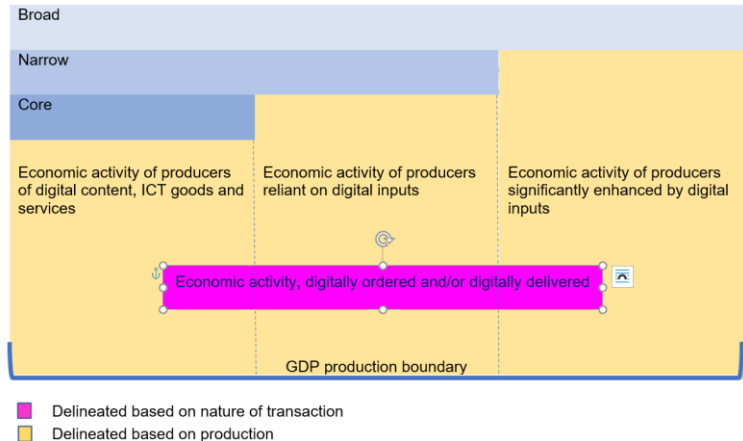 Broad
Narrow
Core
Economic activity of producers
of digital content, ICT goods and
services
Economic activity of producers
reliant on digital inputs
Economic activity of producers
significantly enhanced by digital
inputs
Economic activity, digitally ordered and/or digitally delivered
GDP production boundary
Delineated based on nature of transaction
Delineated based on production